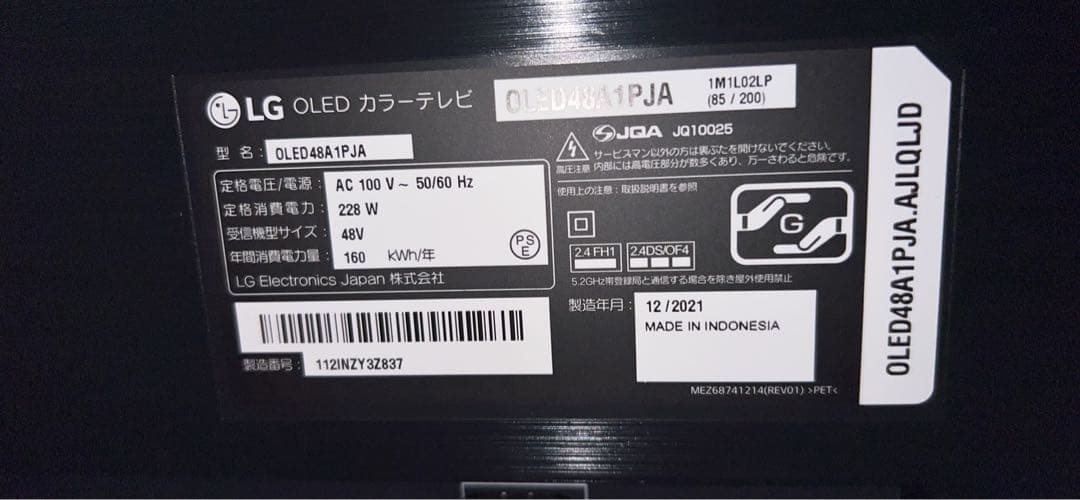 LG OLED カラーテレビ
OLED48A1PJA
1M1L02LP
(85 / 200)
型 名: OLED48A1PJA
JQA JQ10025
サービスマン以外の方は裏ぶたを開けないでください。
高圧注意 内部には高電圧部分が数多くあり、万一さわると危険です。
定格電圧/電源: AC 100 V ~ 50/60 Hz
定格消費電力: 228 W
受信機型サイズ: 48V
年間消費電力量: 160 kWh/年
PS
E
LG Electronics Japan 株式会社
使用上の注意:取扱説明書を参照
G
2.4 FH1 2.4DS/OF4
5.2GHz帯登録局と通信する場合を除き屋外使用禁止
製造年月: 12 / 2021
MADE IN INDONESIA
製造番号: 112INZY3Z837
MEZ68741214(REV01) >PET<
OLED48A1PJA.AJLQLJD